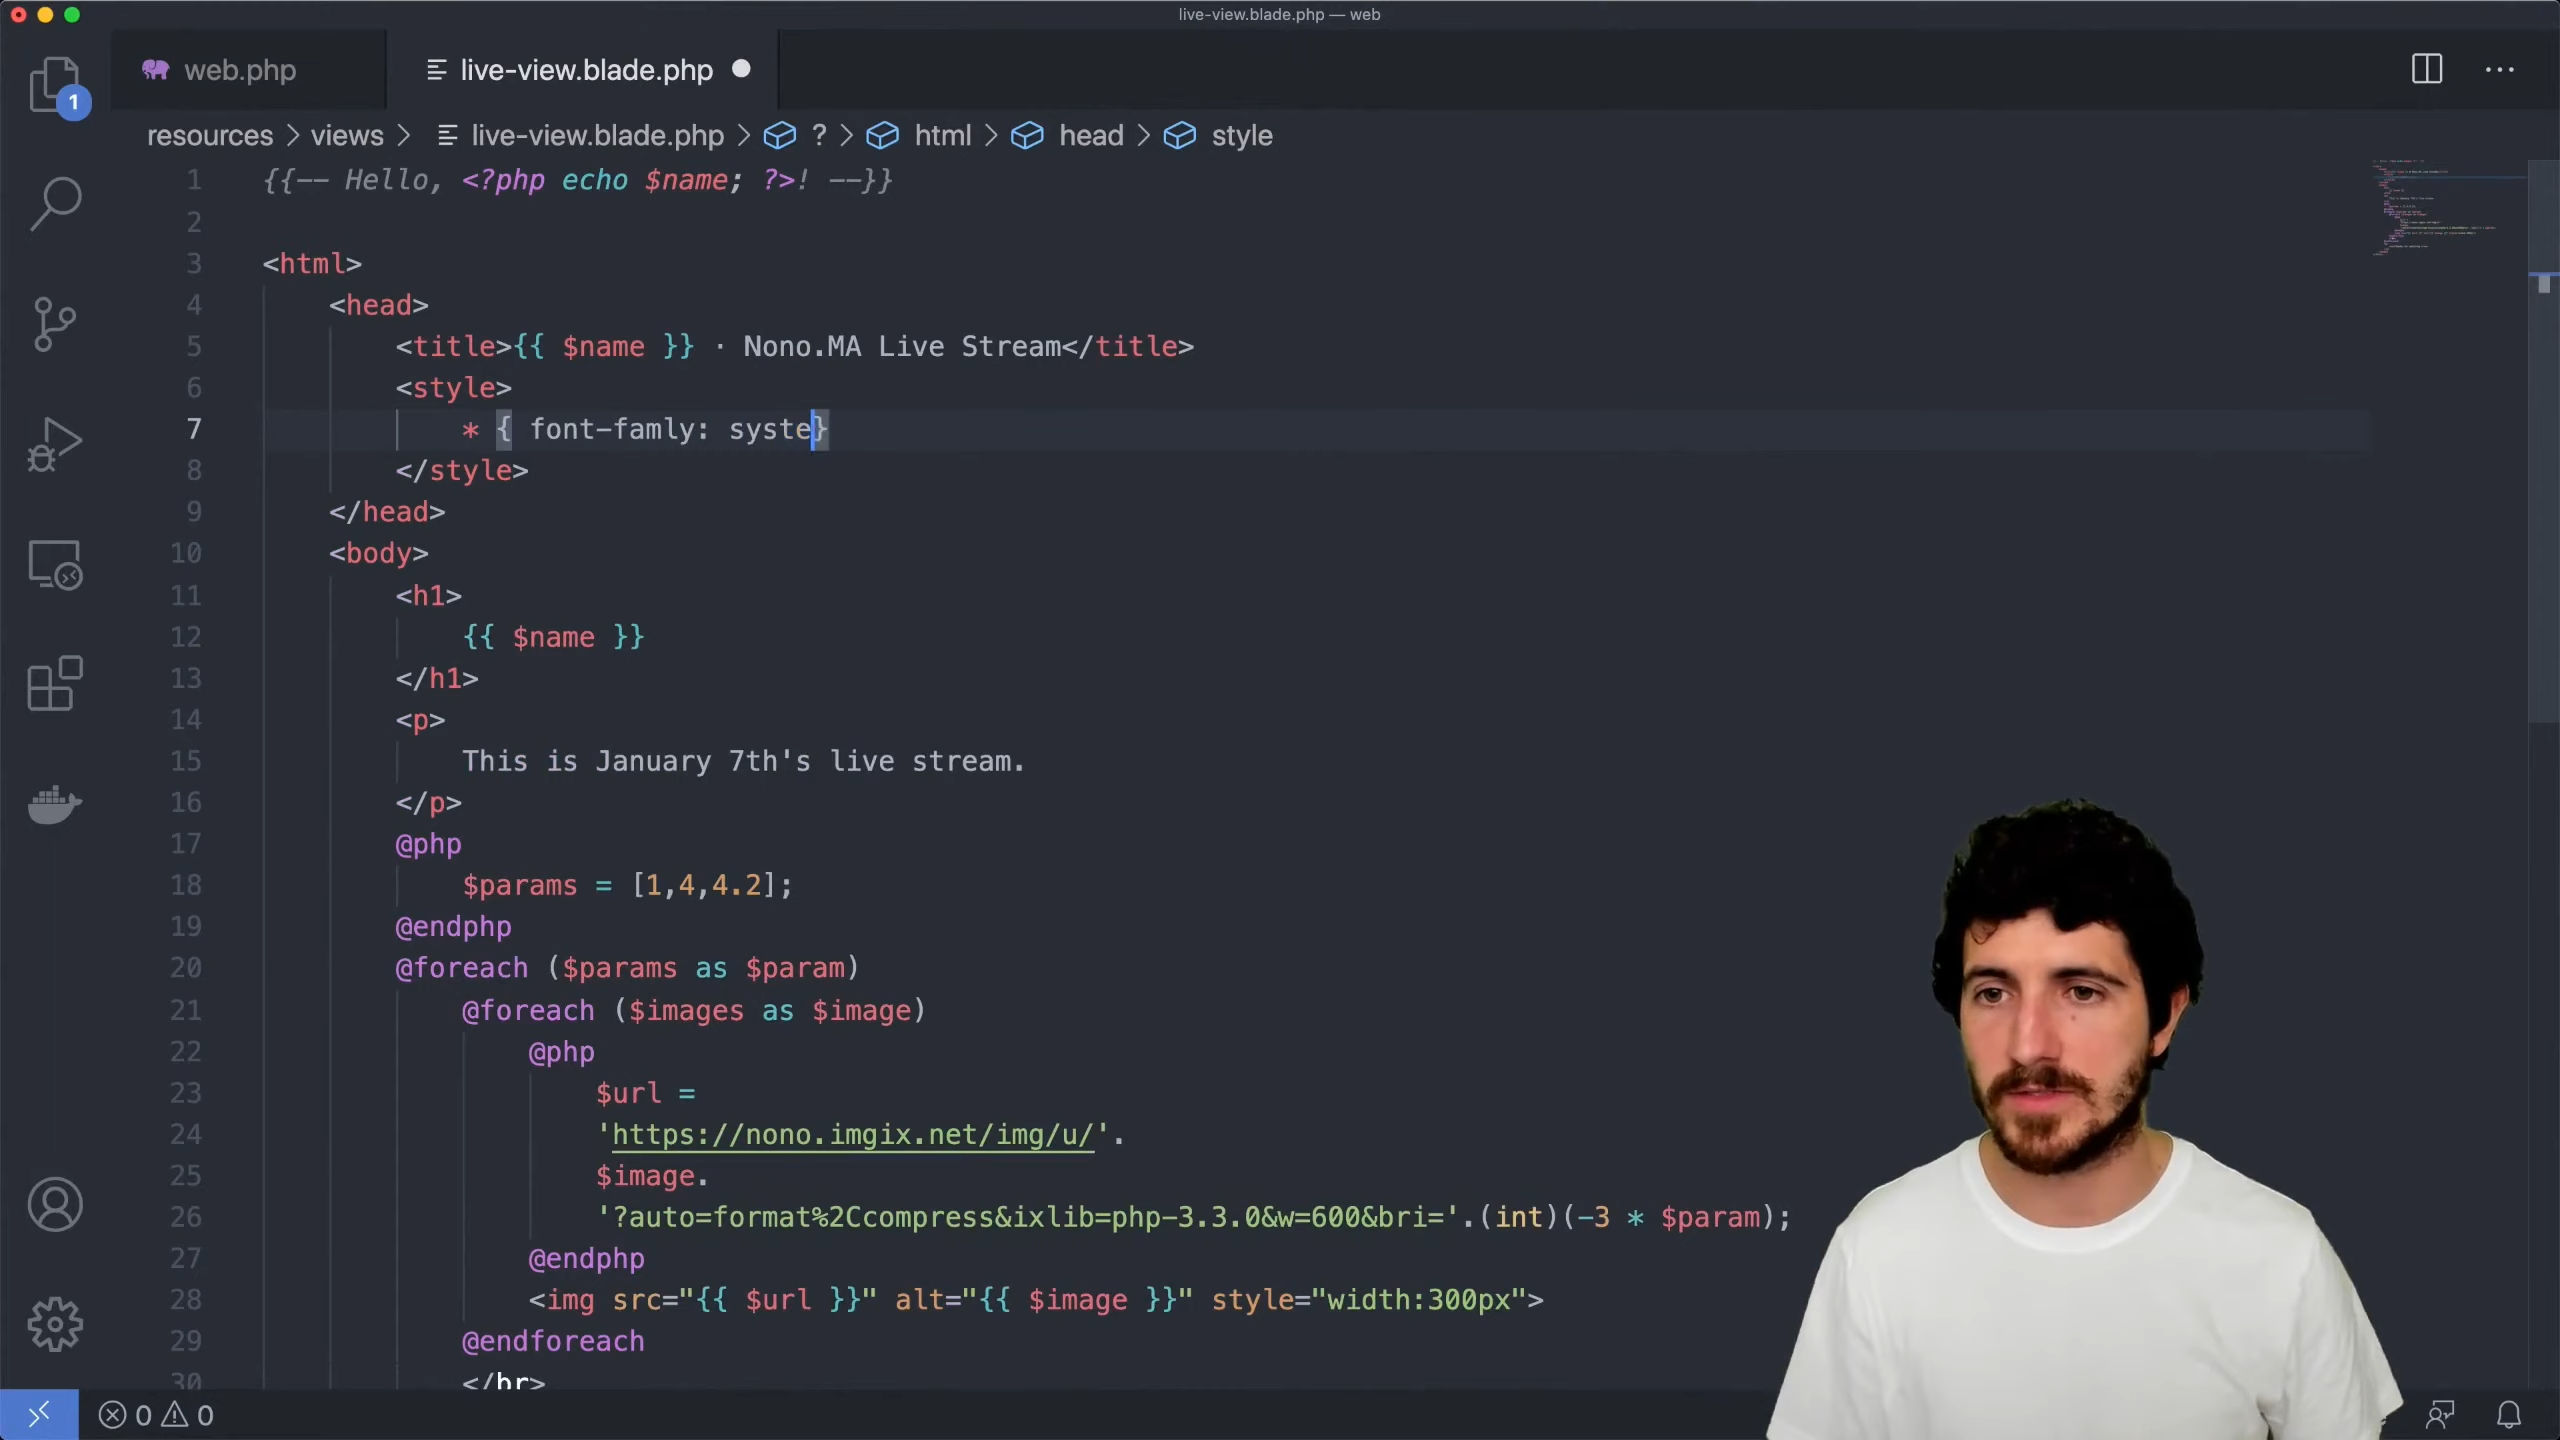 live-view.blade.php — web
web.php
live-view.blade.php
1
resources > views > live-view.blade.php > ? > html > head > style
1 {{-- Hello, <?php echo $name; ?>! --}}
2
3 <html>
4 <head>
5 <title>{{ $name }} · Nono.MA Live Stream</title>
6 <style>
7 * { font-famly: syste}
8 </style>
9 </head>
10 <body>
11 <h1>
12 {{ $name }}
13 </h1>
14 <p>
15 This is January 7th's live stream.
16 </p>
17 @php
18 $params = [1,4,4.2];
19 @endphp
20 @foreach ($params as $param)
21 @foreach ($images as $image)
22 @php
23 $url =
24 'https://nono.imgix.net/img/u/'.
25 $image.
26 '?auto=format%2Ccompress&ixlib=php-3.3.0&w=600&bri='.(int)(-3 * $param);
27 @endphp
28 <img src="{{ $url }}" alt="{{ $image }}" style="width:300px">
29 @endforeach
30 </br>
0 0